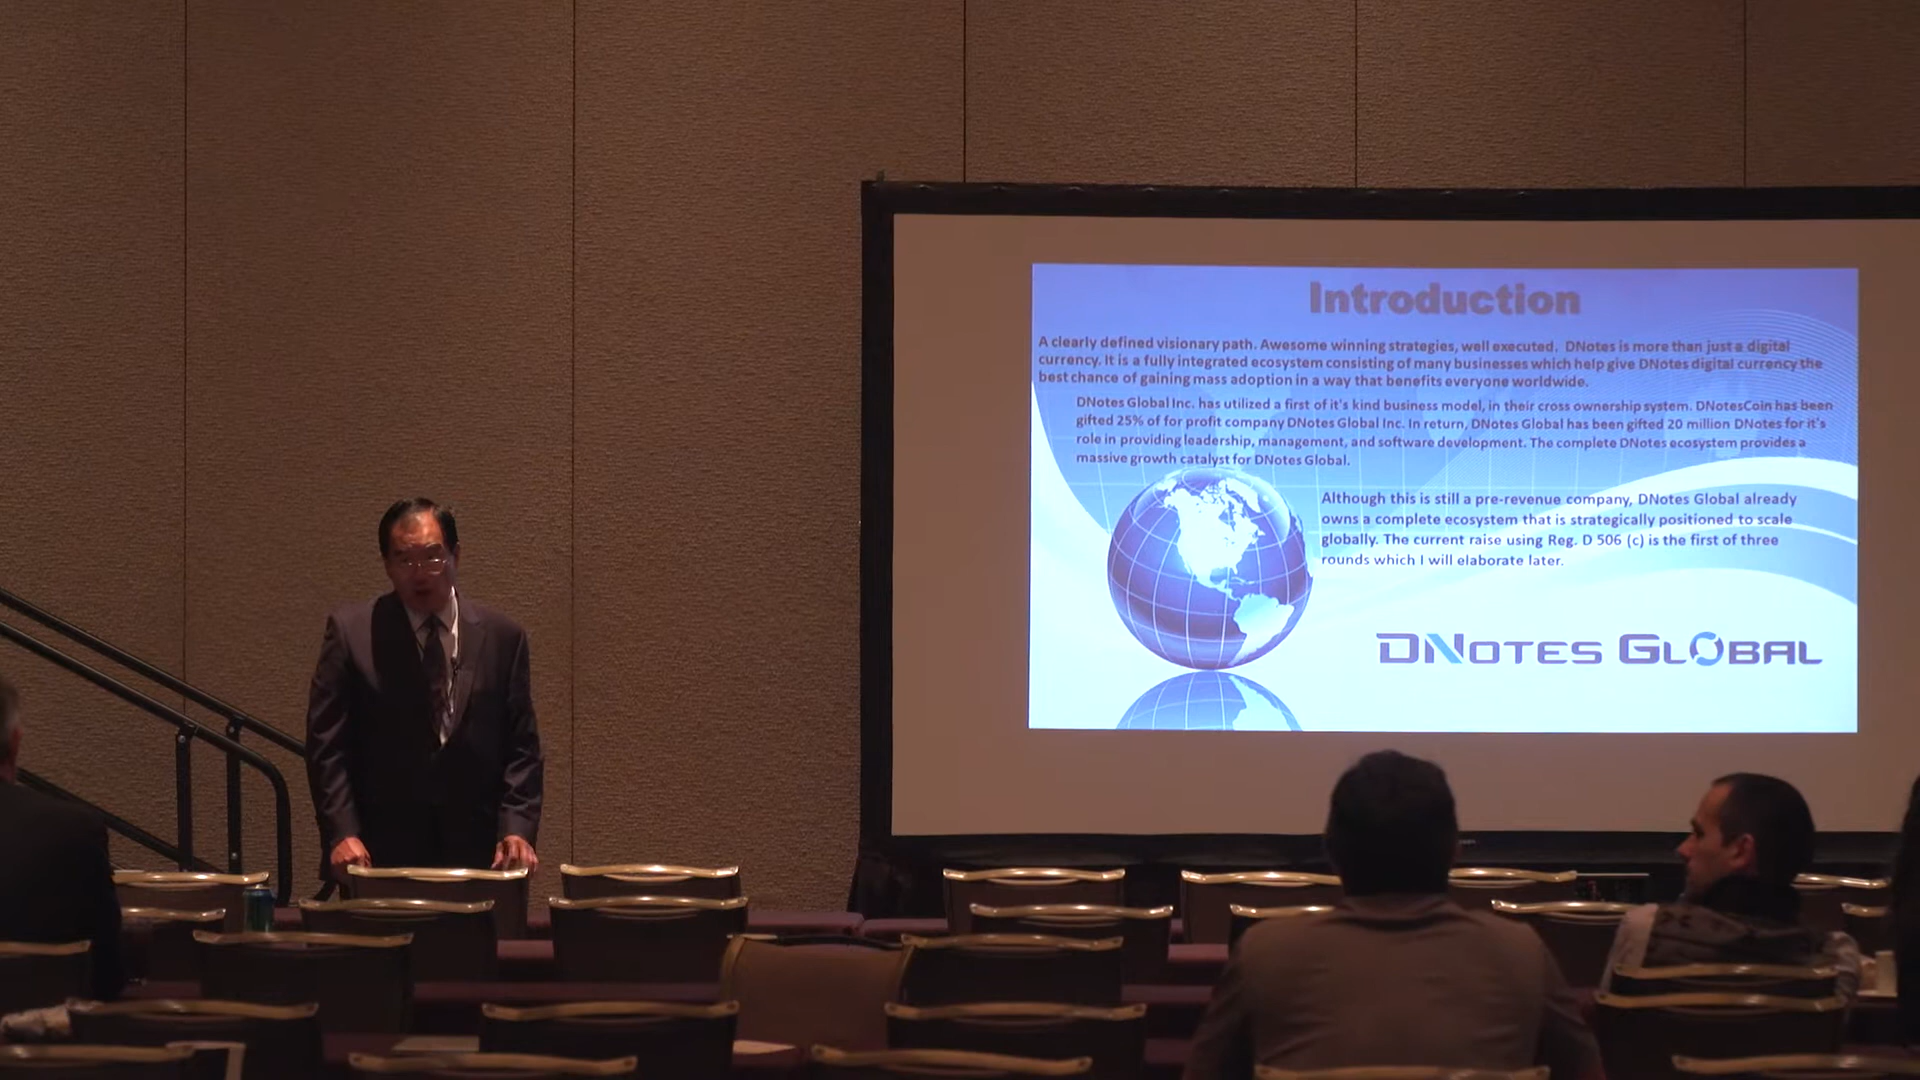 Introduction
A clearly defined visionary path. Awesome winning strategies, well executed. DNotes is more than just a digital
currency. It is a fully integrated ecosystem consisting of many businesses which help give DNotes digital currency the
best chance of gaining mass adoption in a way that benefits everyone worldwide.
DNotes Global Inc. has utilized a first of it's kind business model, in their cross ownership system. DNotesCoin has been
gifted 25% of for profit company DNotes Global Inc. In return, DNotes Global has been gifted 20 million DNotes for it's
role in providing leadership, management, and software development. The complete DNotes ecosystem provides a
massive growth catalyst for DNotes Global.
Although this is still a pre-revenue company, DNotes Global already
owns a complete ecosystem that is strategically positioned to scale
globally. The current raise using Reg. D 506 (c) is the first of three
rounds which I will elaborate later.
DNOTES GLOBAL